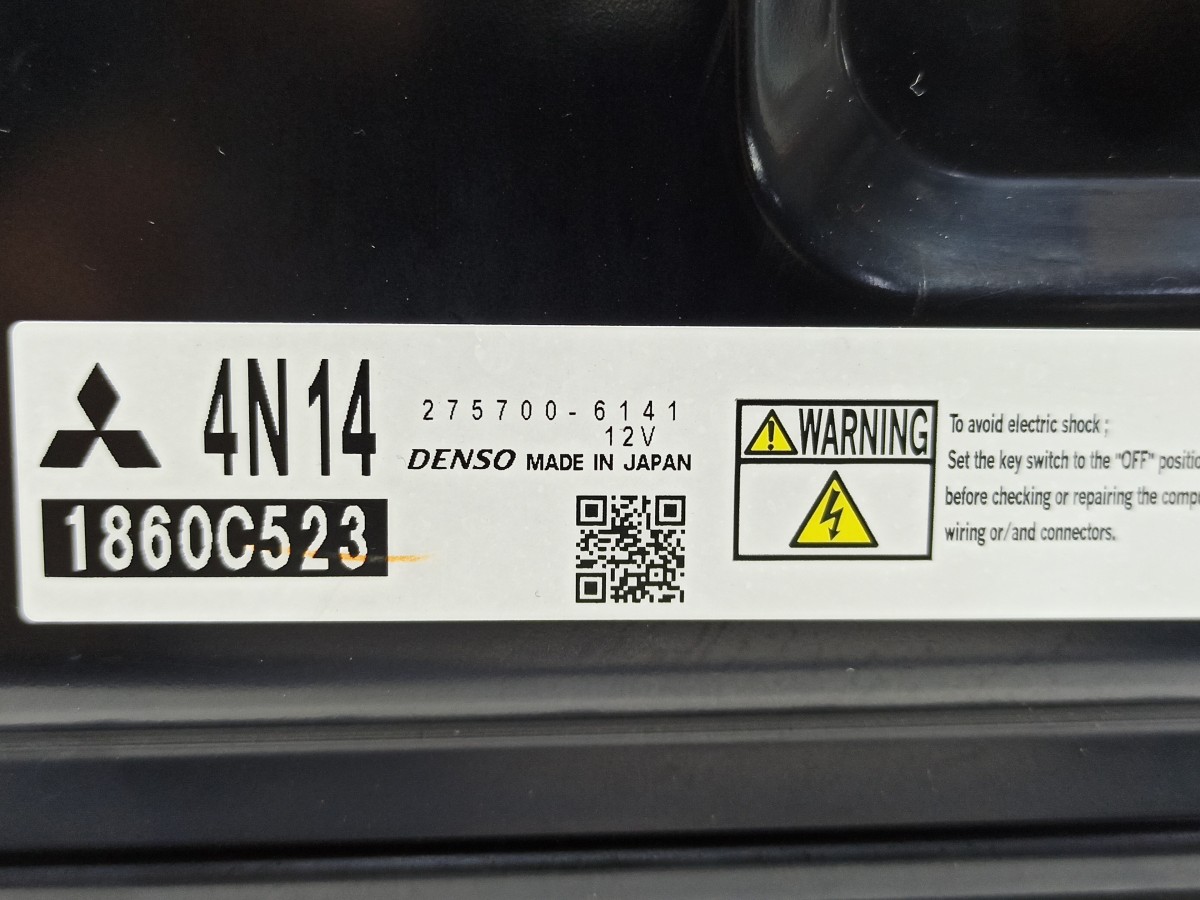 4N14
1860C523
275700-6141
12V
DENSO MADE IN JAPAN
WARNING
To avoid electric shock ;
Set the key switch to the "OFF"
before checking or repairing the
wiring or/and connectors.